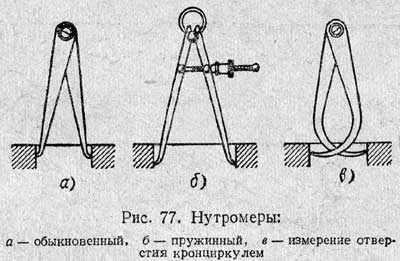 а) б) в)
Рис. 77. Нутромеры:
а — обыкновенный, б — пружинный, в — измерение отвер-
стия кронциркулем